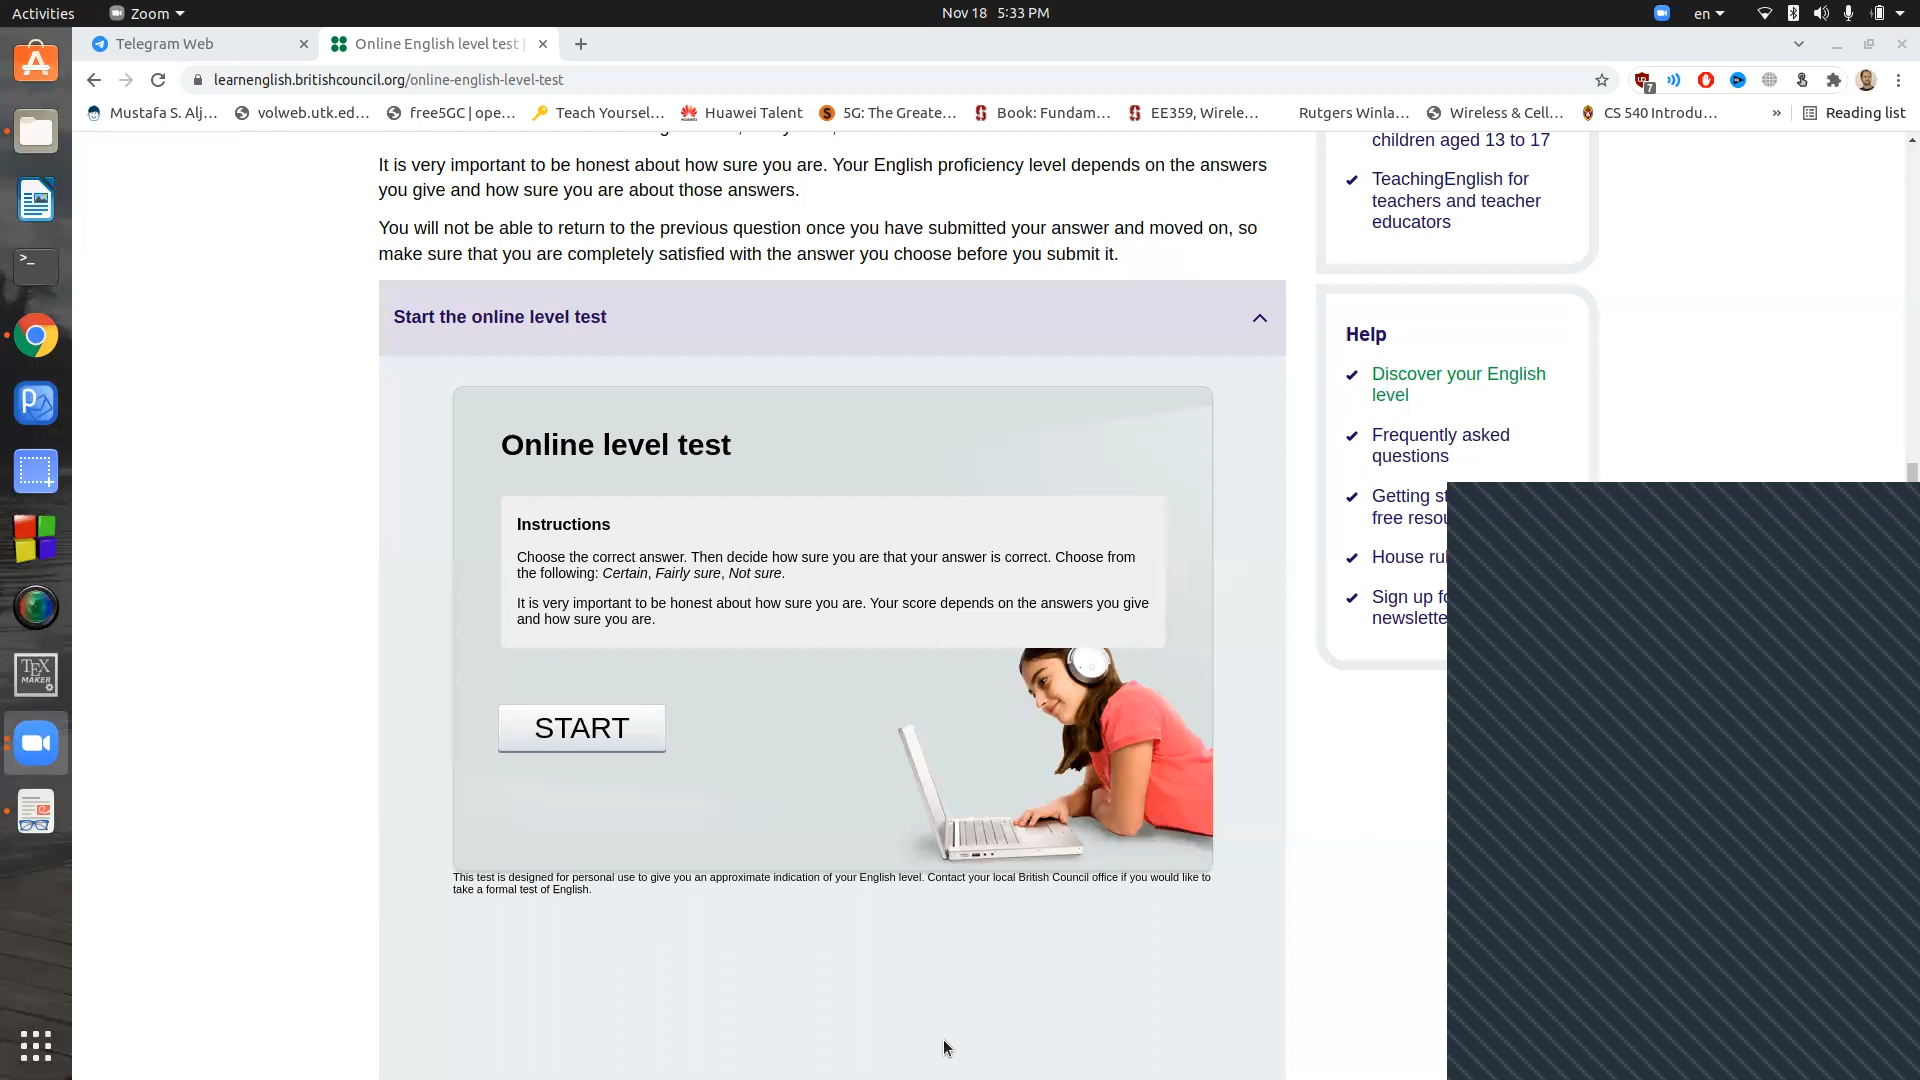 Activities
Zoom
Nov 18 5:33 PM
en
Telegram Web
Online English level test |
learnenglish.britishcouncil.org/online-english-level-test
7
Mustafa S. Alj...
volweb.utk.ed...
free5GC | ope...
Teach Yoursel...
Huawei Talent
5G: The Greate...
Book: Fundam...
EE359, Wirele...
Rutgers Winla...
Wireless & Cell...
CS 540 Introdu...
»
Reading list
It is very important to be honest about how sure you are. Your English proficiency level depends on the answers
you give and how sure you are about those answers.
You will not be able to return to the previous question once you have submitted your answer and moved on, so
make sure that you are completely satisfied with the answer you choose before you submit it.
Start the online level test
Online level test
Instructions
Choose the correct answer. Then decide how sure you are that your answer is correct. Choose from
the following: Certain, Fairly sure, Not sure.
It is very important to be honest about how sure you are. Your score depends on the answers you give
and how sure you are.
START
This test is designed for personal use to give you an approximate indication of your English level. Contact your local British Council office if you would like to
take a formal test of English.
children aged 13 to 17
TeachingEnglish for
teachers and teacher
educators
Help
Discover your English
level
Frequently asked
questions
Getting st
free resou
House rul
Sign up fo
newslette
>_
TEX
MAKER